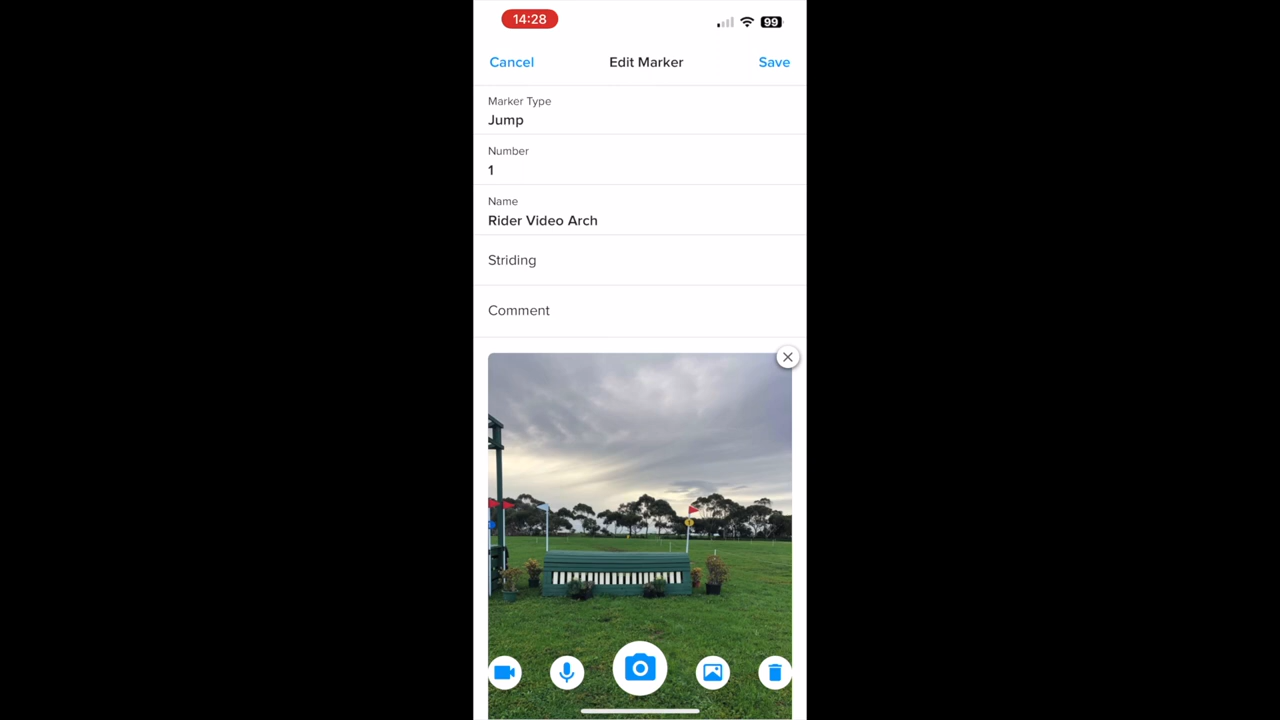 14:28
99
Cancel
Edit Marker
Save
Marker Type
Jump
Number
1
Name
Rider Video Arch
Striding
Comment